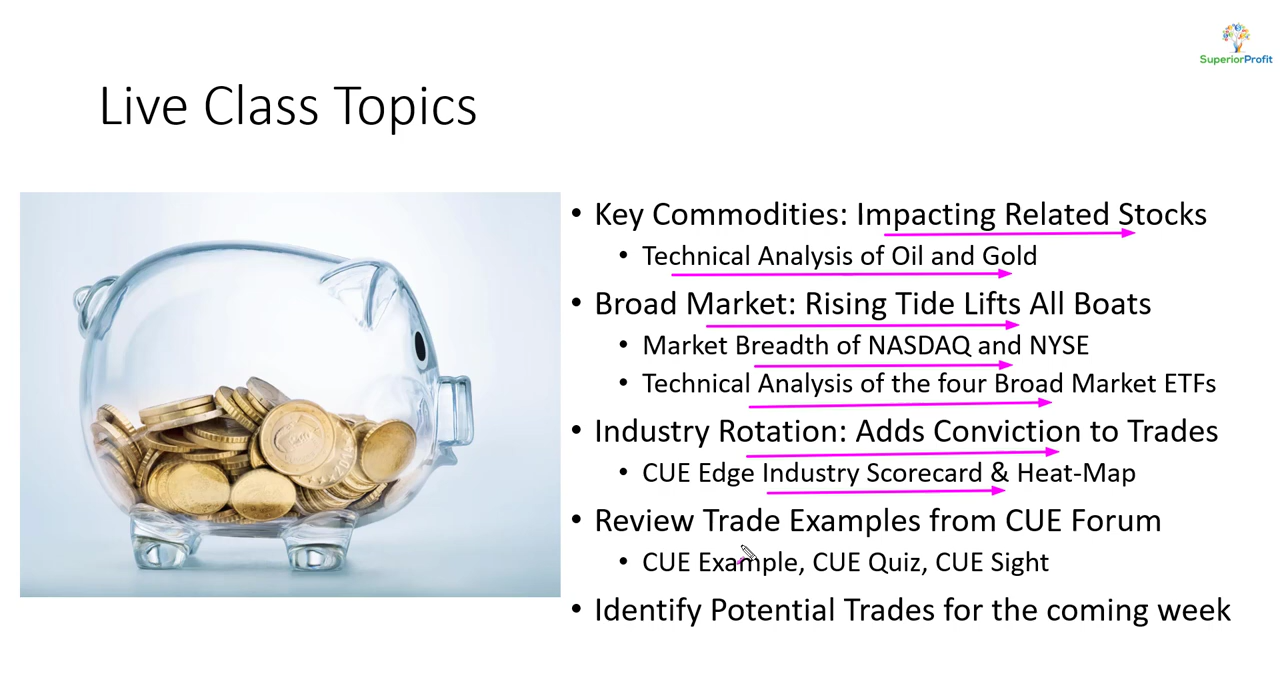 SuperiorProfit
Live Class Topics
• Key Commodities: Impacting Related Stocks
• Technical Analysis of Oil and Gold
• Broad Market: Rising Tide Lifts All Boats
• Market Breadth of NASDAQ and NYSE
• Technical Analysis of the four Broad Market ETFs
• Industry Rotation: Adds Conviction to Trades
• CUE Edge Industry Scorecard & Heat-Map
• Review Trade Examples from CUE Forum
• CUE Example, CUE Quiz, CUE Sight
• Identify Potential Trades for the coming week